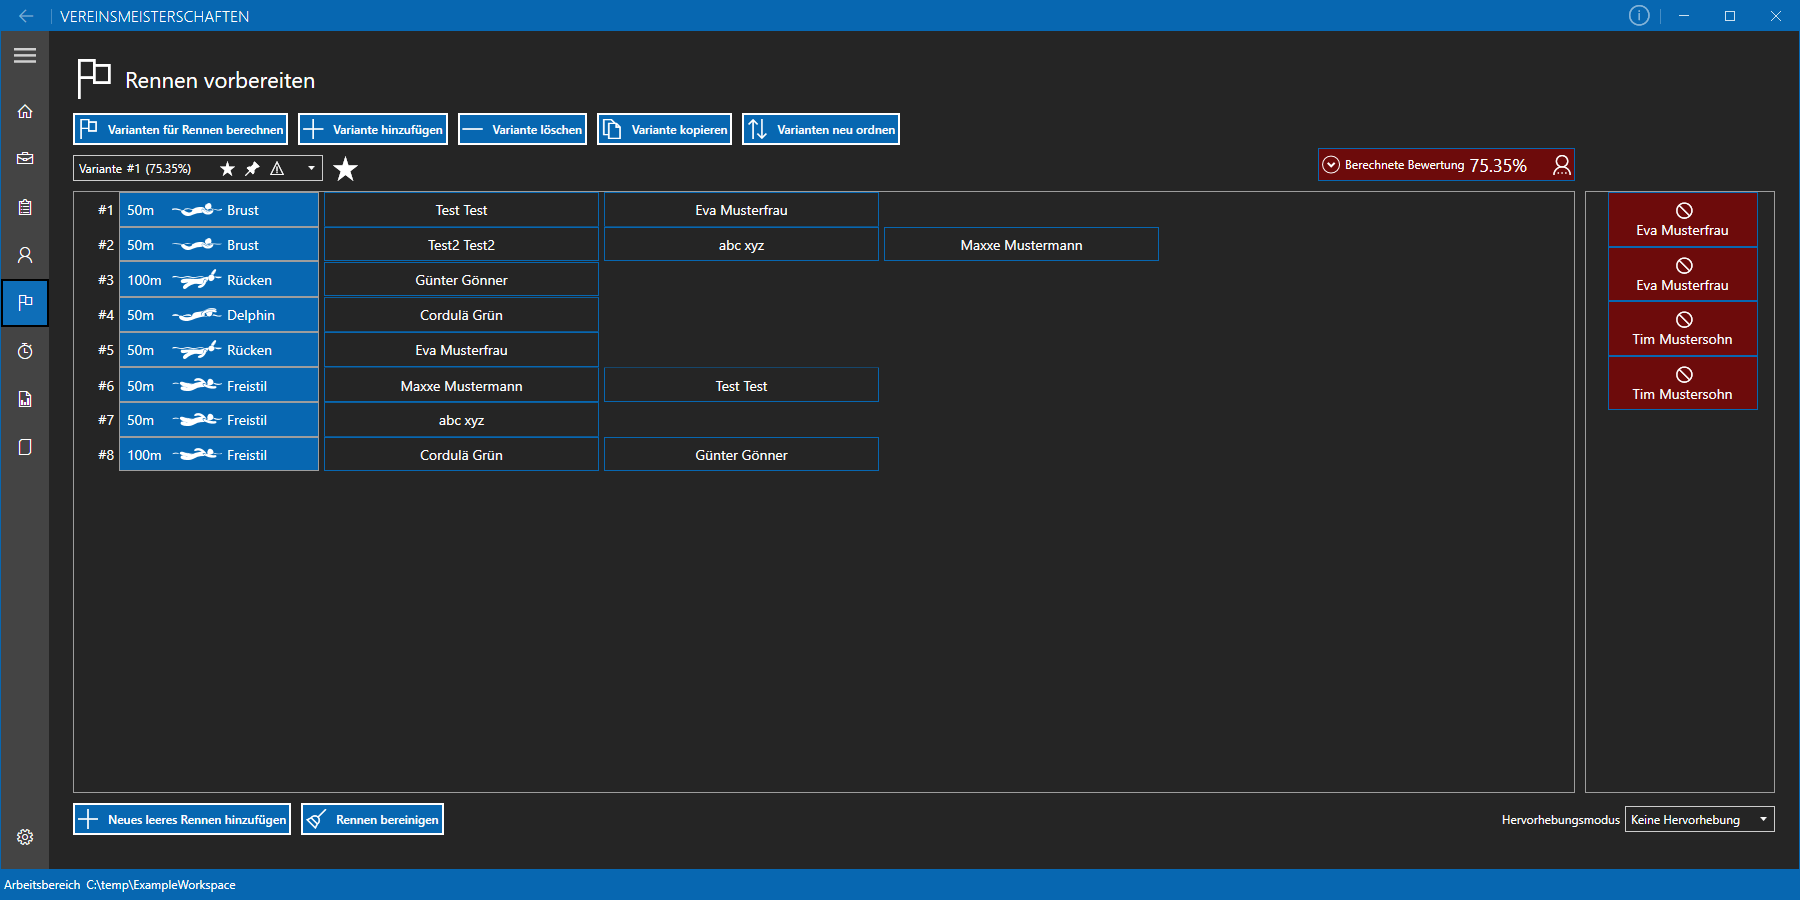 VEREINSMEISTERSCHAFTEN
Rennen vorbereiten
Varianten für Rennen berechnen
Variante hinzufügen
Variante löschen
Variante kopieren
Varianten neu ordnen
Variante #1 (75.35%)
Berechnete Bewertung 75.35%
#1 50m Brust Test Test Eva Musterfrau
#2 50m Brust Test2 Test2 abc xyz Maxxe Mustermann
#3 100m Rücken Günter Gönner
#4 50m Delphin Cordulä Grün
#5 50m Rücken Eva Musterfrau
#6 50m Freistil Maxxe Mustermann Test Test
#7 50m Freistil abc xyz
#8 100m Freistil Cordulä Grün Günter Gönner
Eva Musterfrau
Eva Musterfrau
Tim Mustersohn
Tim Mustersohn
Neues leeres Rennen hinzufügen
Rennen bereinigen
Hervorhebungsmodus Keine Hervorhebung
Arbeitsbereich C:\temp\ExampleWorkspace